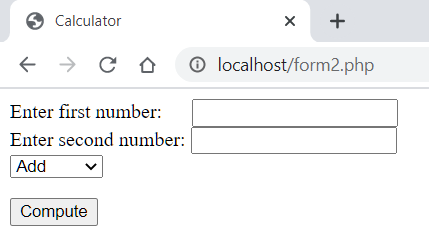 Calculator
localhost/form2.php
Enter first number:
Enter second number:
Add
Compute